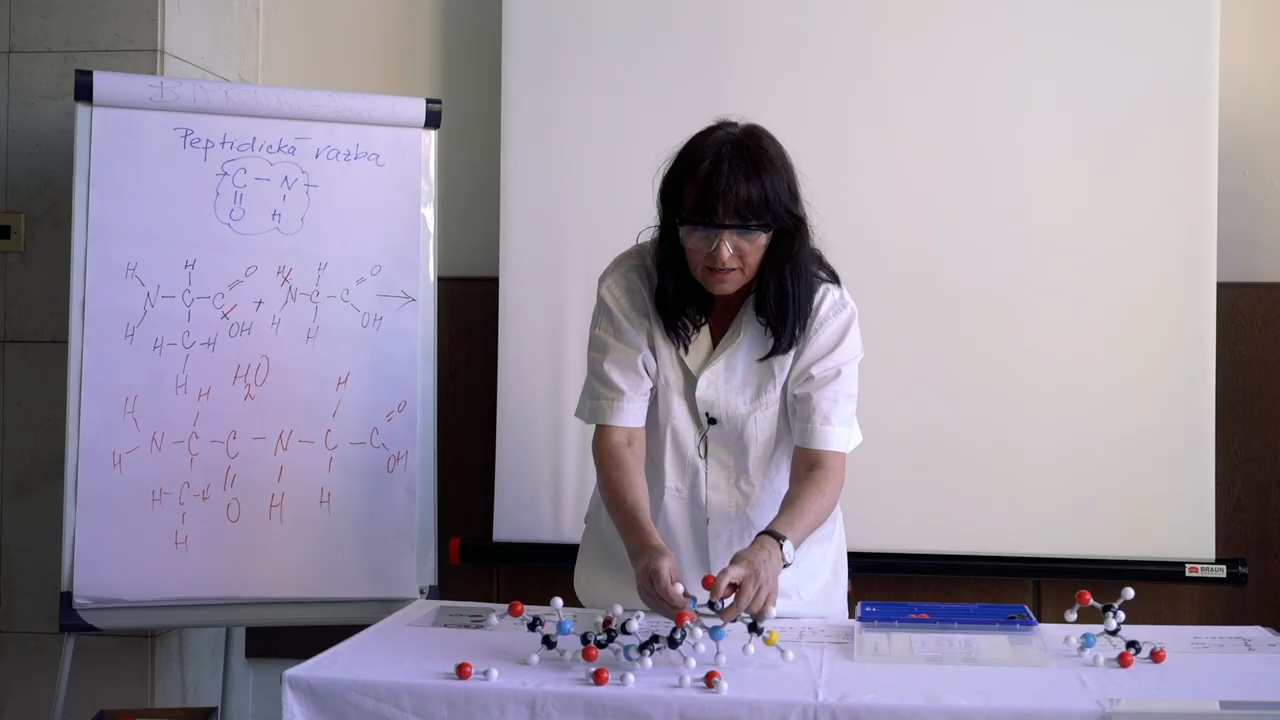 Peptidická vazba
C — N
O H
H H O H H O
N — C — C + N — C — C →
H OH H H OH
H-C-H
H
H₂O
H H H O
H-N — C — C — N — C — C
OH
H-C-H O H H
H
BRAUN